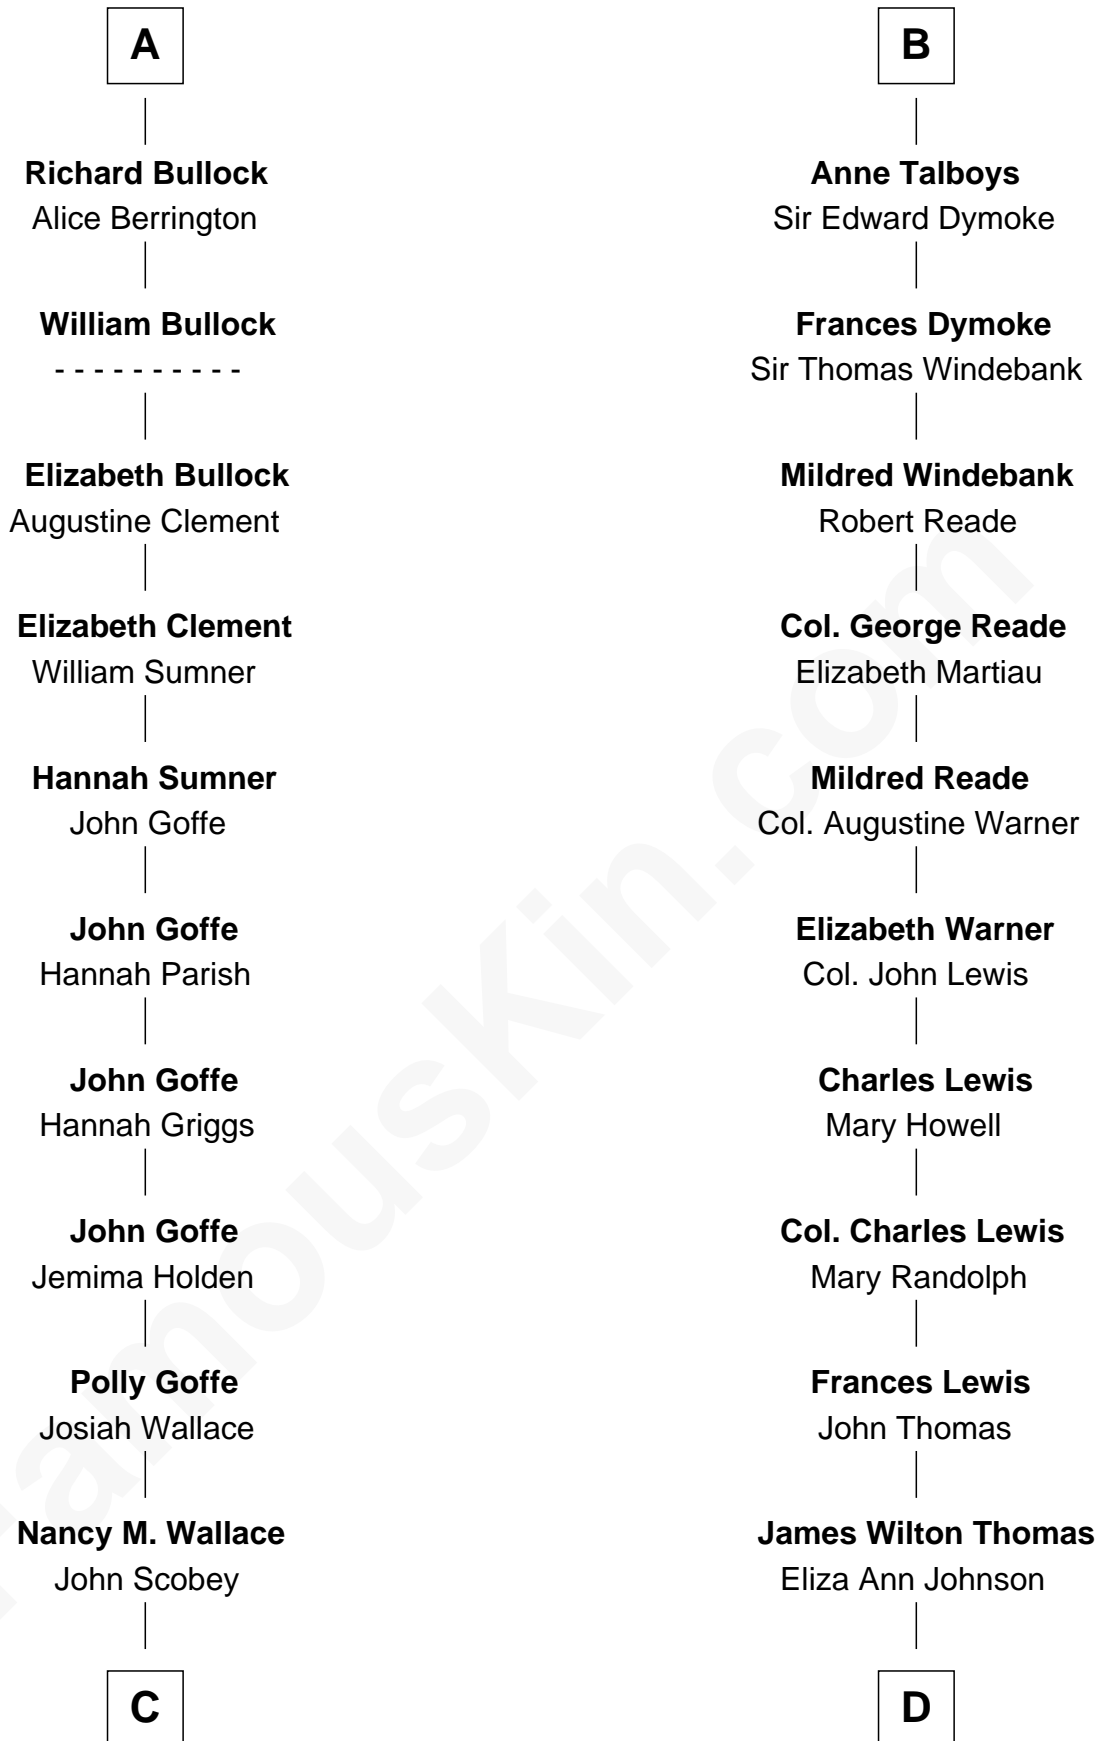 A
Richard Bullock
Alice Berrington
William Bullock
- - - - - - - - - -
Elizabeth Bullock
Augustine Clement
Elizabeth Clement
William Sumner
Hannah Sumner
John Goffe
John Goffe
Hannah Parish
John Goffe
Hannah Griggs
John Goffe
Jemima Holden
Polly Goffe
Josiah Wallace
Nancy M. Wallace
John Scobey
C
B
Anne Talboys
Sir Edward Dymoke
Frances Dymoke
Sir Thomas Windebank
Mildred Windebank
Robert Reade
Col. George Reade
Elizabeth Martiau
Mildred Reade
Col. Augustine Warner
Elizabeth Warner
Col. John Lewis
Charles Lewis
Mary Howell
Col. Charles Lewis
Mary Randolph
Frances Lewis
John Thomas
James Wilton Thomas
Eliza Ann Johnson
D
FamousKin.com